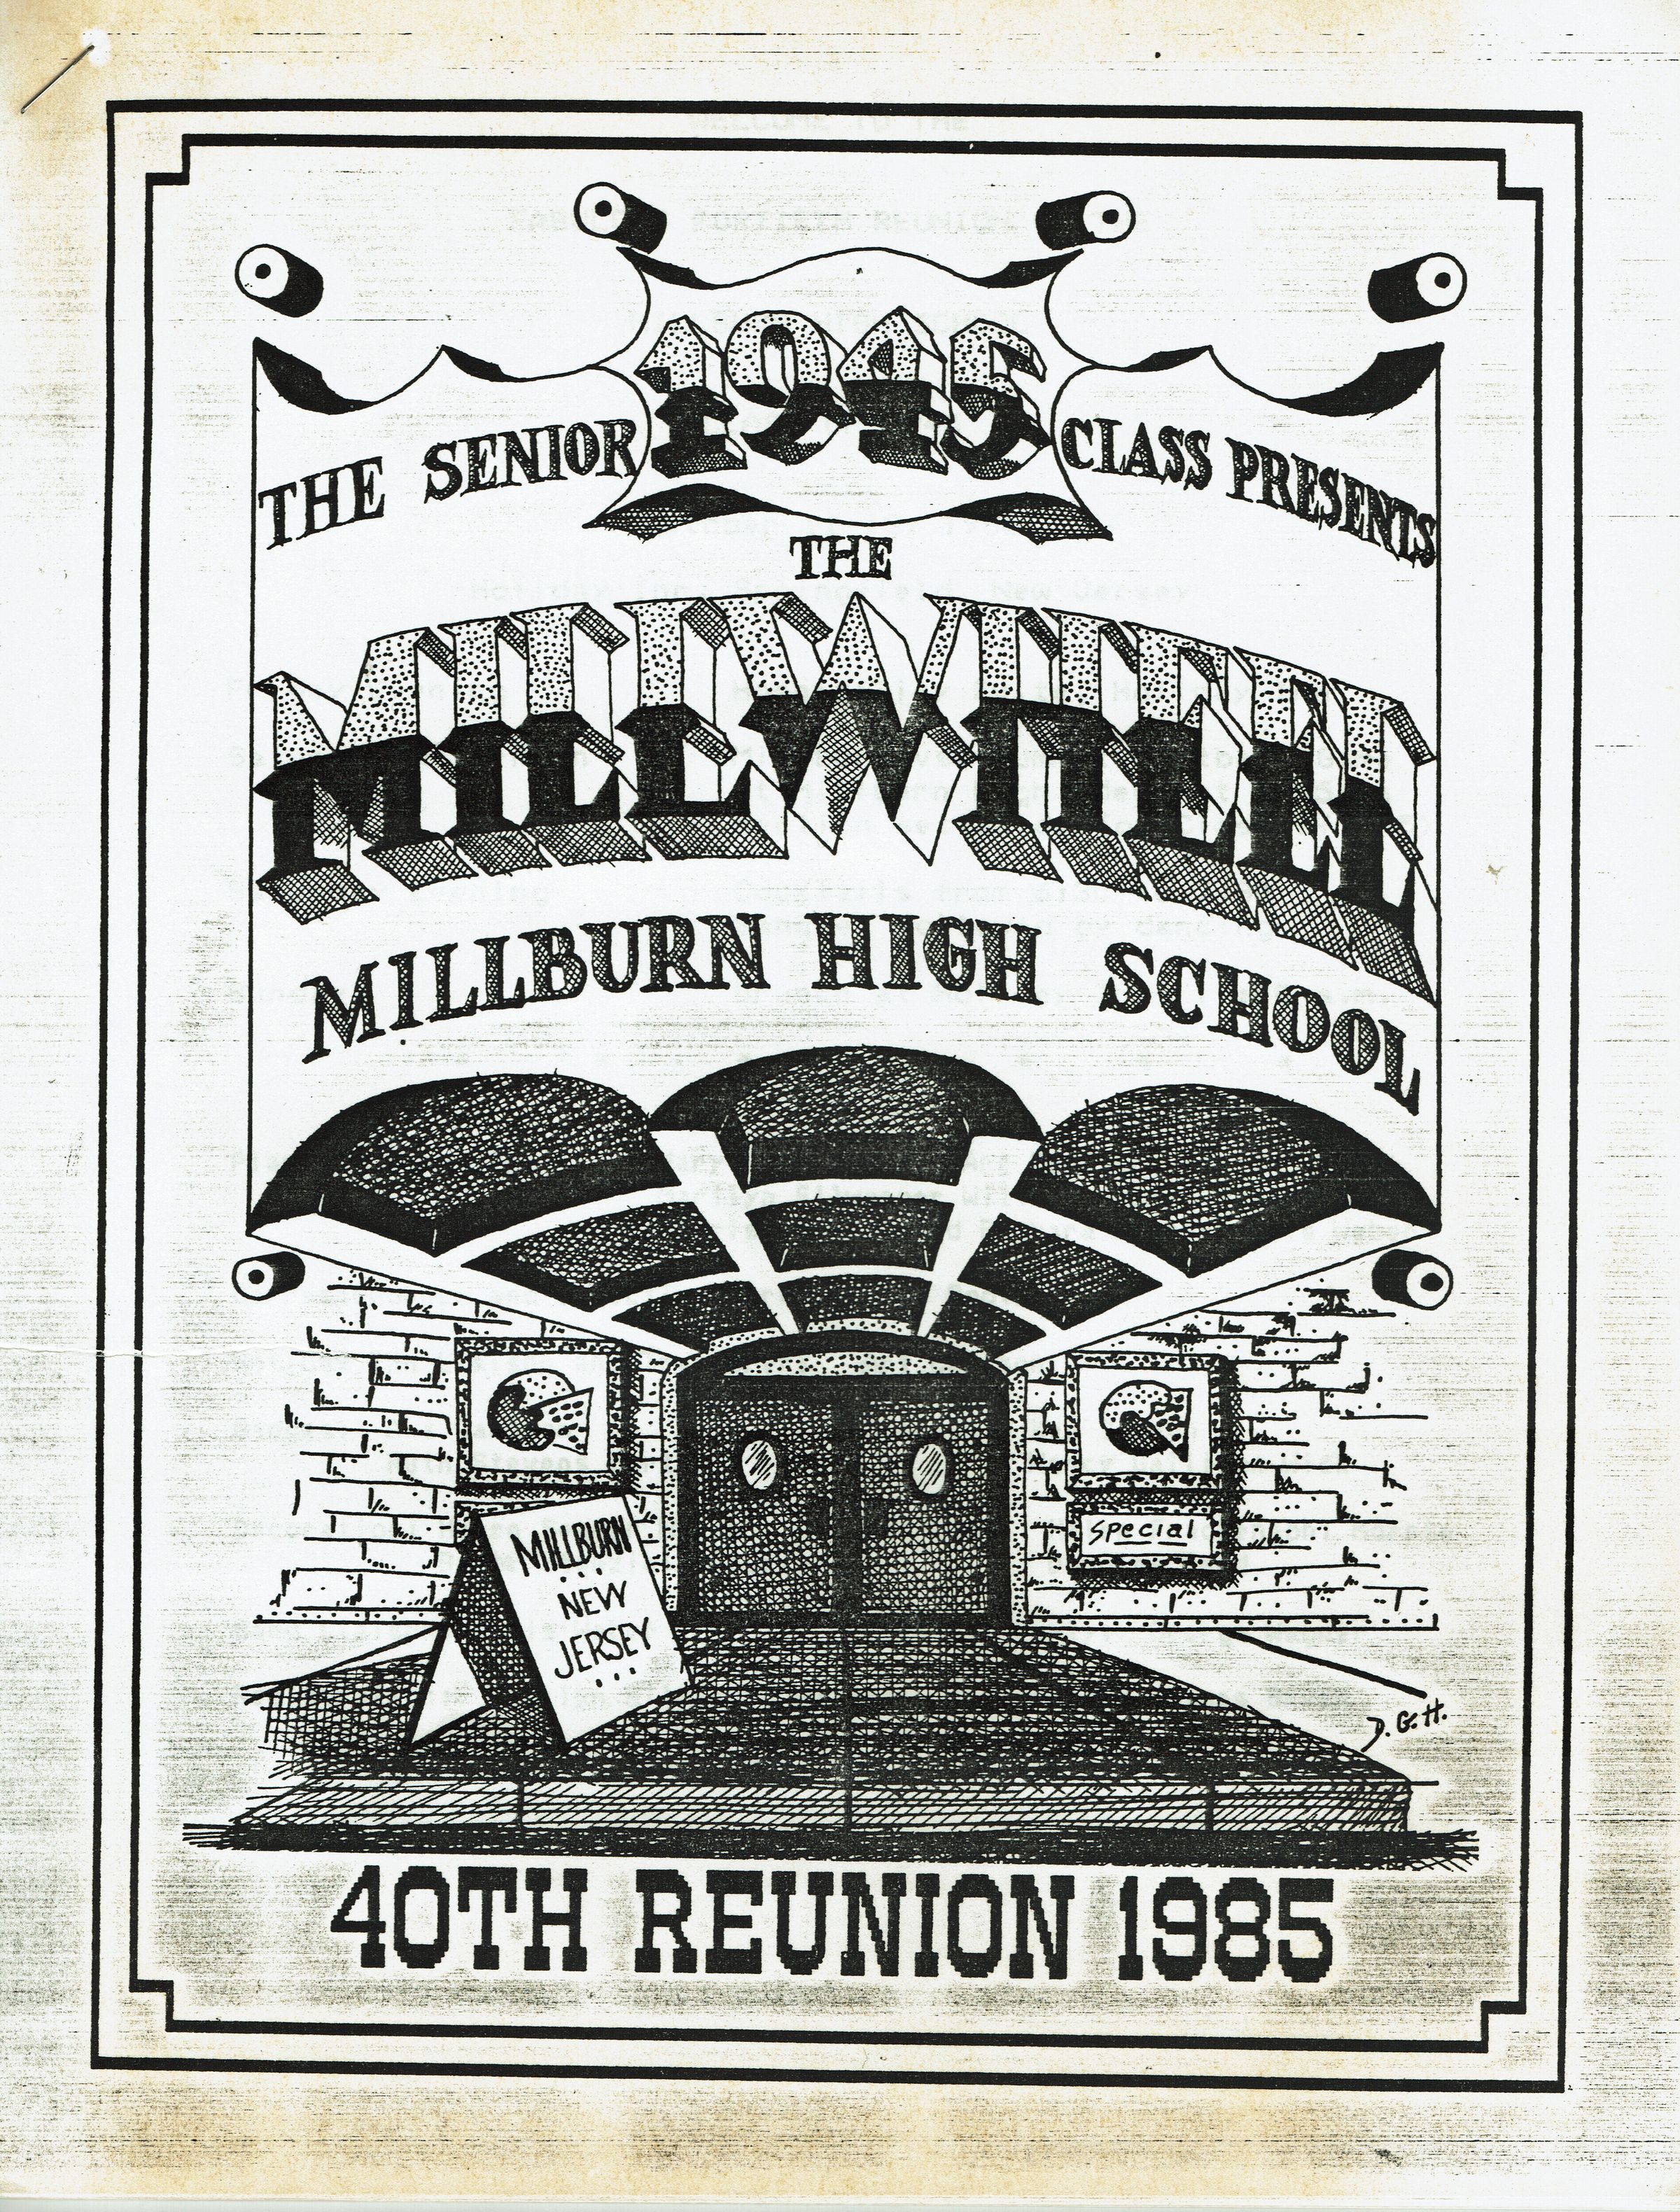 THE SENIOR 1945 CLASS PRESENTS
THE
MILLWHEEL
MILLBURN HIGH SCHOOL
MILLBURN
NEW
JERSEY
Special
D.G.H.
40TH REUNION 1985